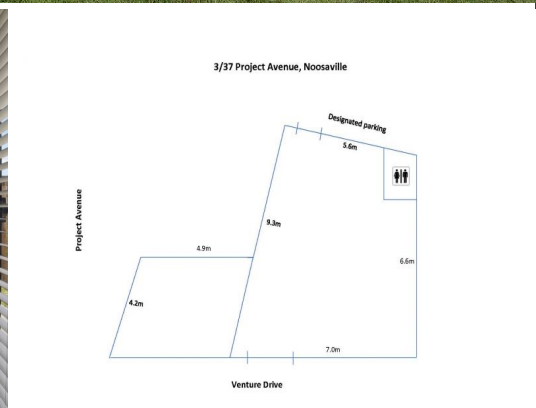 3/37 Project Avenue, Noosaville
Designated parking
5.6m
Project Avenue
9.3m
4.9m
6.6m
4.2m
7.0m
Venture Drive